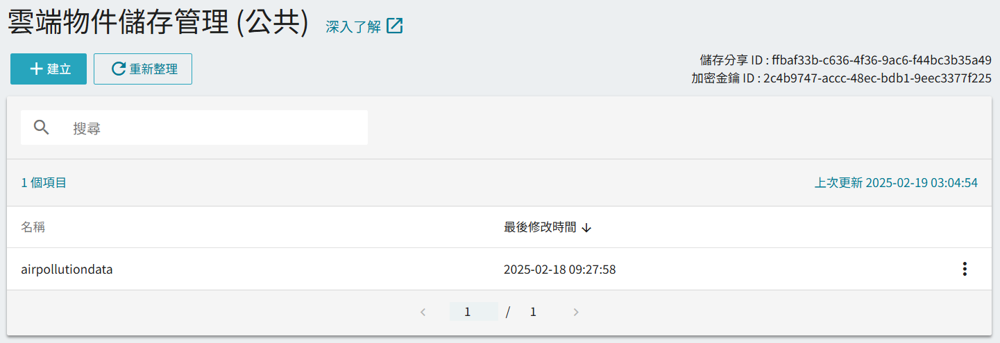 雲端物件儲存管理 (公共) 深入了解
建立 重新整理
儲存分享 ID : ffbaf33b-c636-4f36-9ac6-f44bc3b35a49
加密金鑰 ID : 2c4b9747-accc-48ec-bdb1-9eec3377f225
搜尋
1 個項目 上次更新 2025-02-19 03:04:54
名稱 最後修改時間
airpollutiondata 2025-02-18 09:27:58
1 / 1